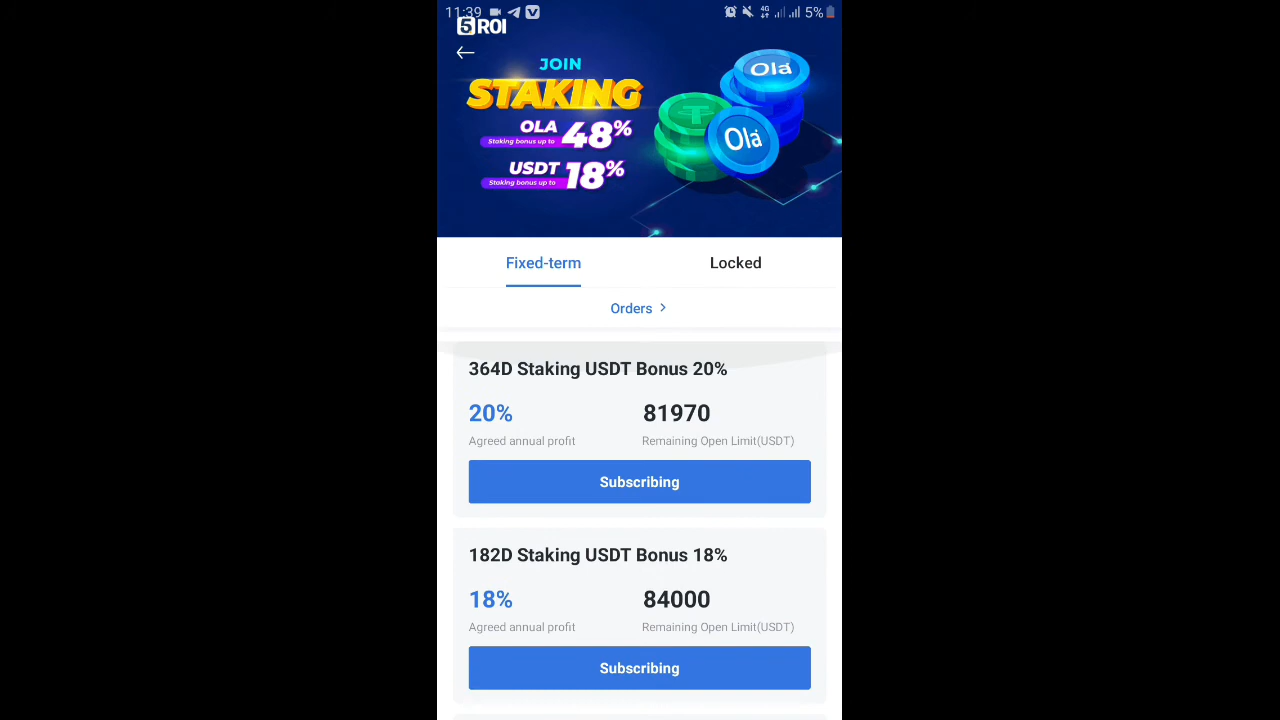 11:39 4G 5%
5ROI
JOIN
STAKING
OLA 48%
Staking bonus up to
USDT 18%
Staking bonus up to
Ola
Ola
Fixed-term Locked
Orders >
364D Staking USDT Bonus 20%
20% 81970
Agreed annual profit Remaining Open Limit(USDT)
Subscribing
182D Staking USDT Bonus 18%
18% 84000
Agreed annual profit Remaining Open Limit(USDT)
Subscribing